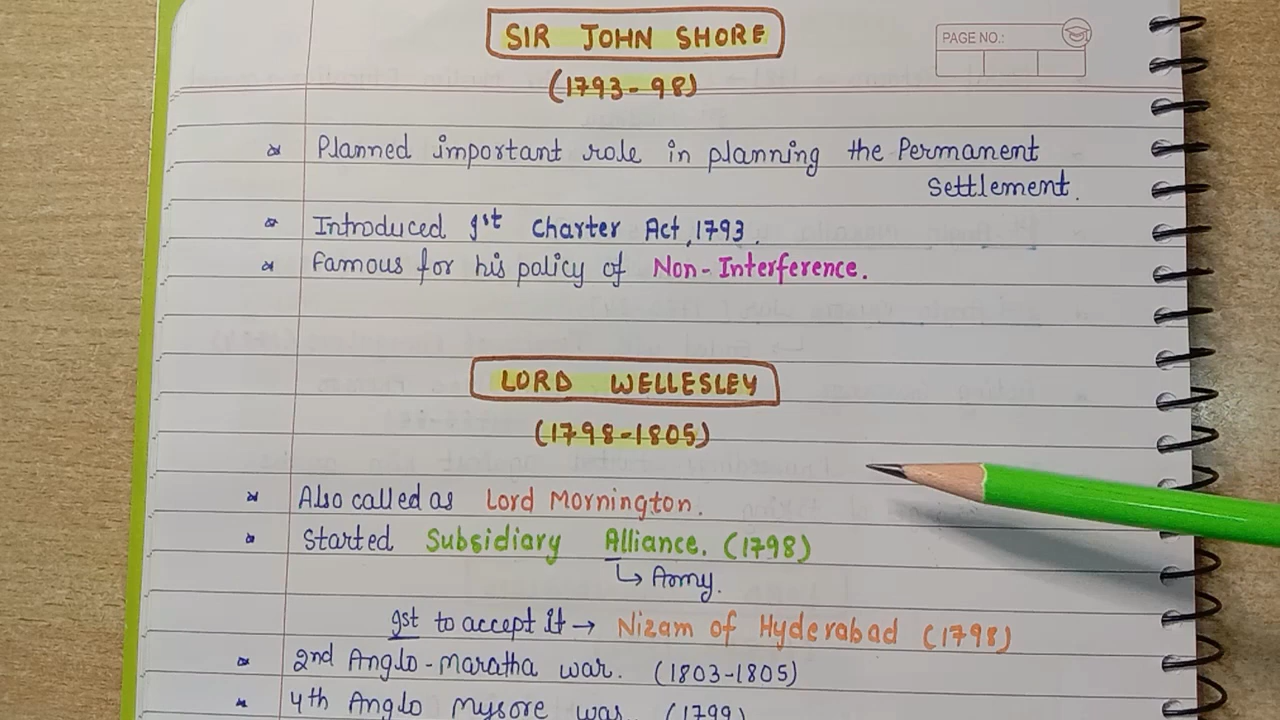 SIR JOHN SHORE
PAGE NO.:
(1793-98)
Planned important role in planning the Permanent
Settlement.
Introduced 1st Charter Act, 1793.
Famous for his policy of Non-Interference.
LORD WELLESLEY
(1798-1805)
Also called as Lord Mornington.
Started Subsidiary Alliance. (1798)
↳ Army.
1st to accept It → Nizam of Hyderabad (1798)
2nd Anglo-Maratha war. (1803-1805)
4th Anglo Mysore war. (1799)